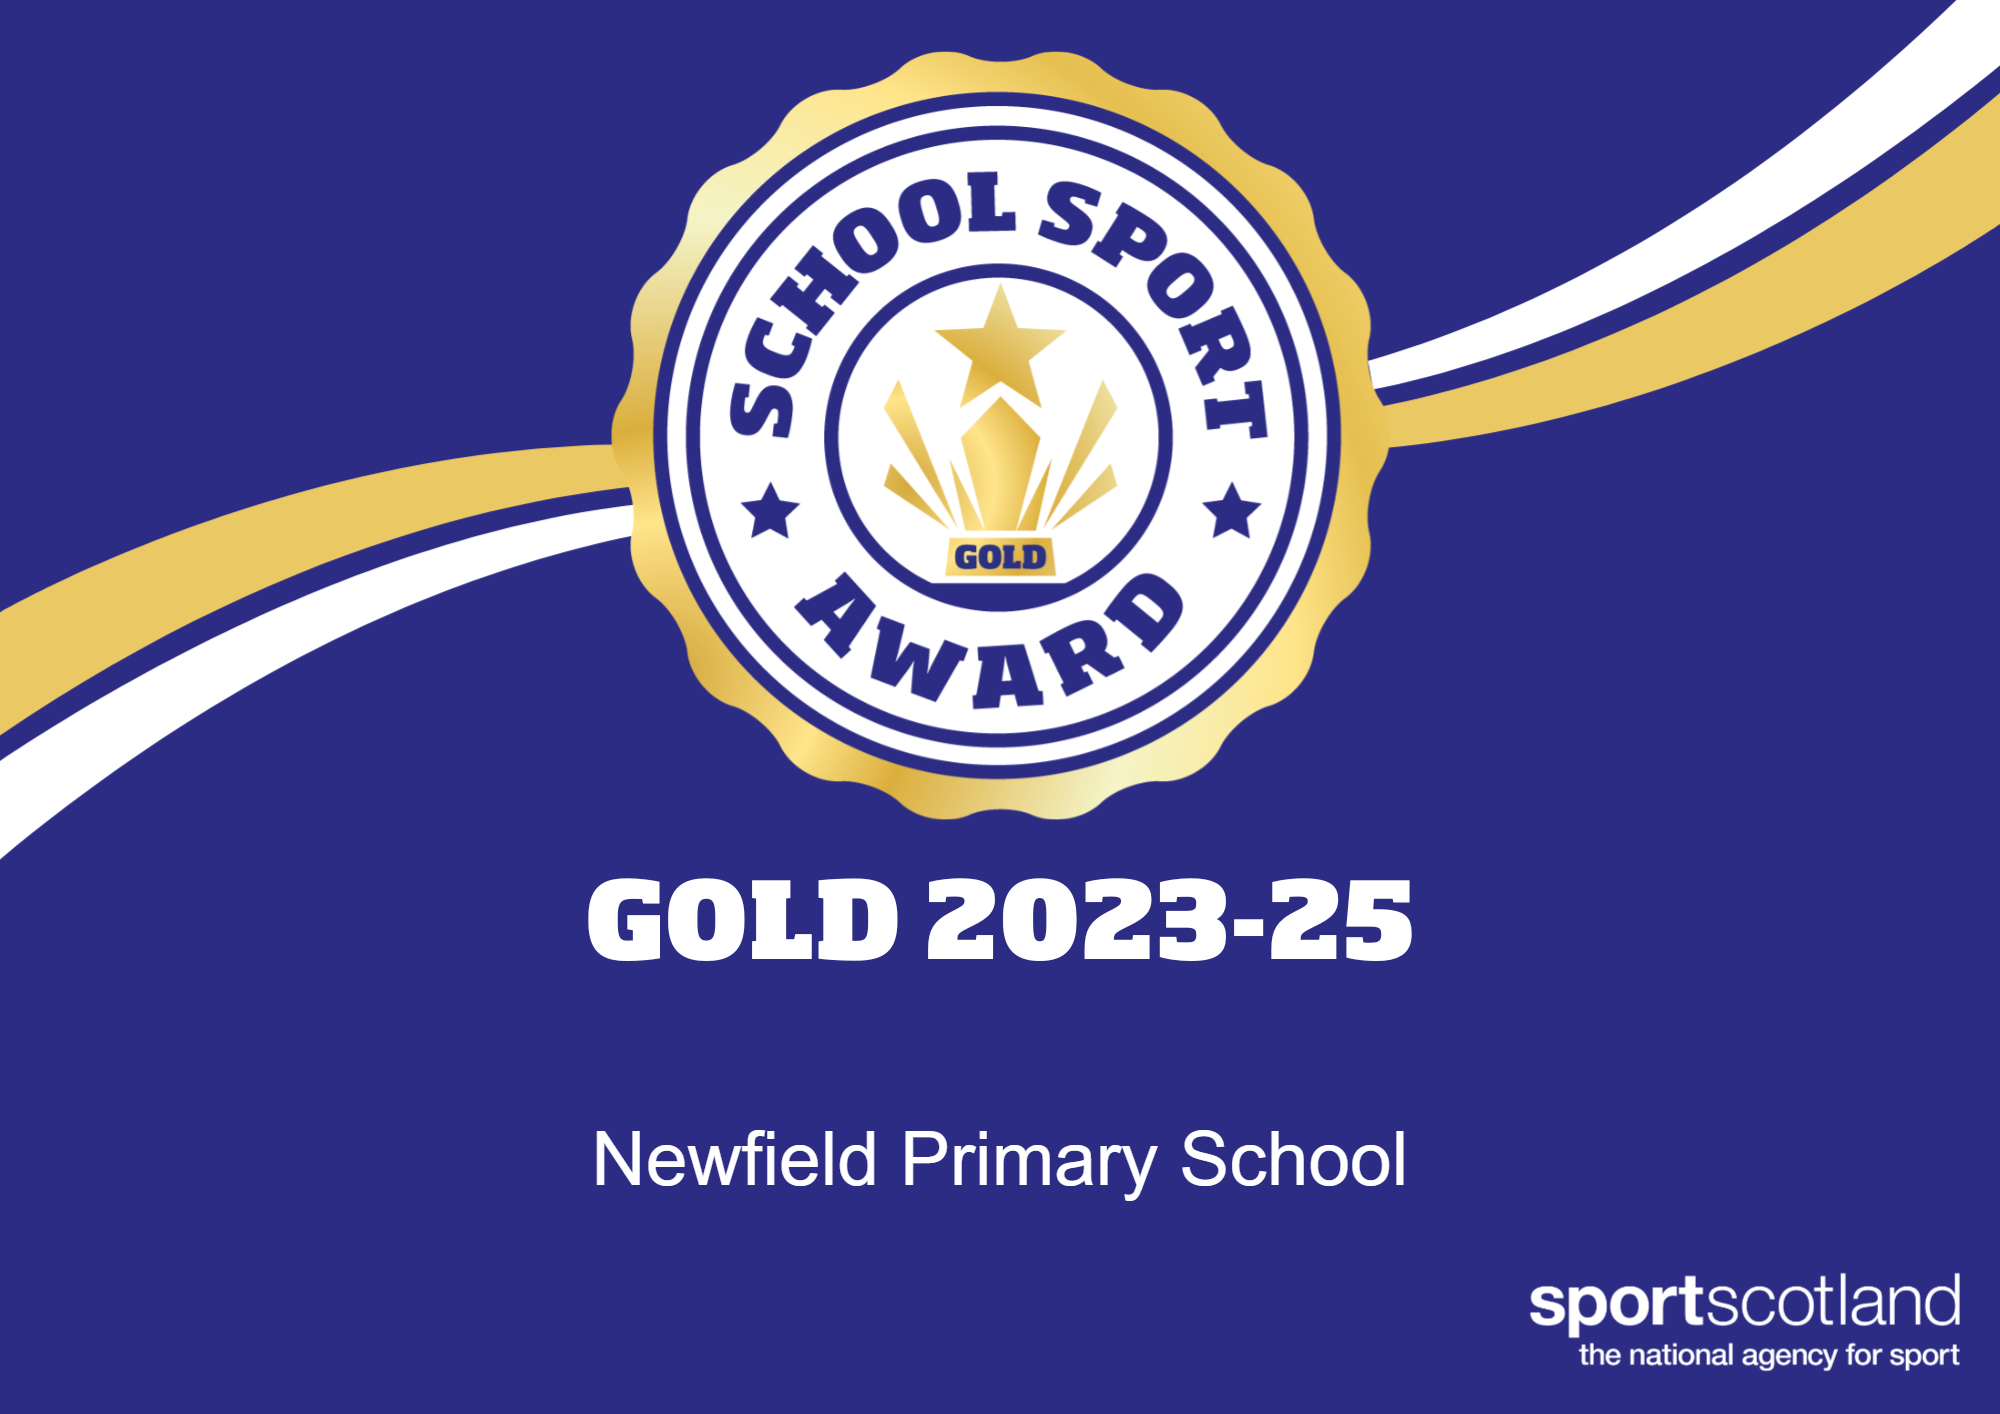 SCHOOL SPORT
GOLD
AWARD
GOLD 2023-25
Newfield Primary School
sportscotland
the national agency for sport